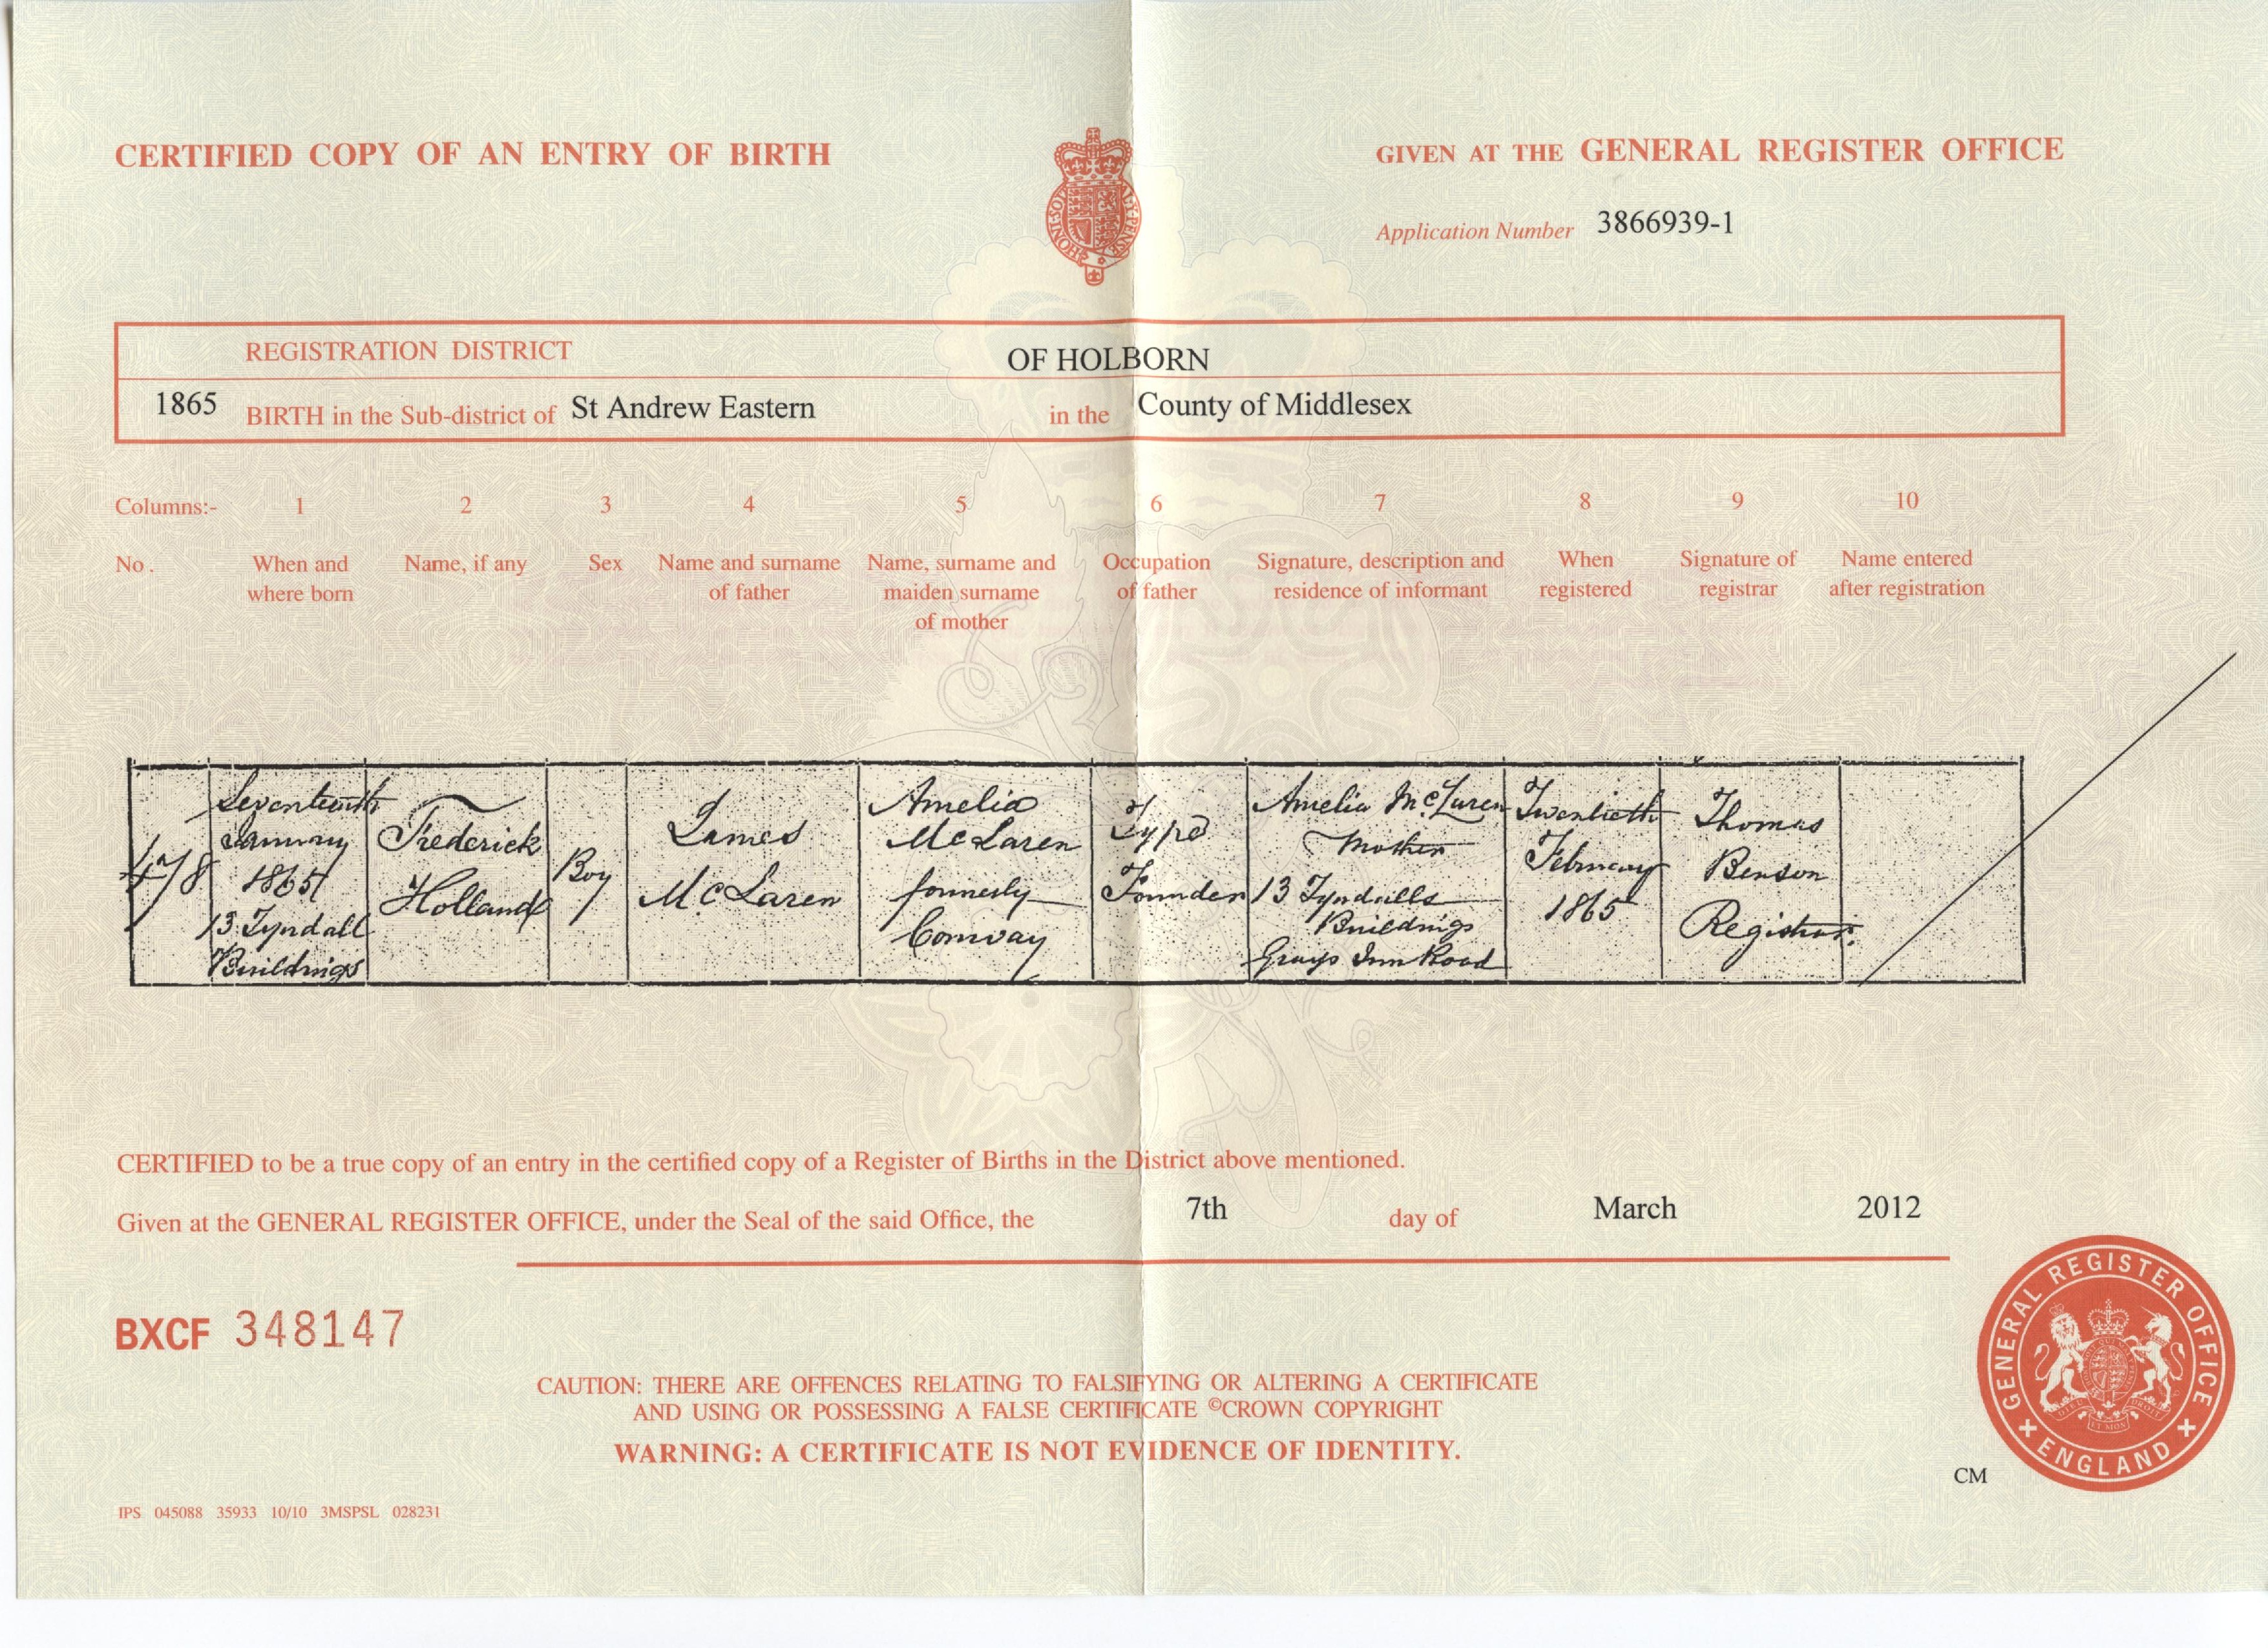 CERTIFIED COPY OF AN ENTRY OF BIRTH
GIVEN AT THE GENERAL REGISTER OFFICE
Application Number 3866939-1
REGISTRATION DISTRICT OF HOLBORN
1865 BIRTH in the Sub-district of St Andrew Eastern in the County of Middlesex
Columns:- 1 2 3 4 5 6 7 8 9 10
No. When and where born
Name, if any
Sex
Name and surname of father
Name, surname and maiden surname of mother
Occupation of father
Signature, description and residence of informant
When registered
Signature of registrar
Name entered after registration
478
Seventeenth
January
1865
13 Tyndall
Buildings
Frederick
Holland
Boy
James
McLaren
Amelia
McLaren
formerly
Conway
Type
Founder
Amelia McLaren
Mother
13 Tyndalls
Buildings
Grays Inn Road
Twentieth
February
1865
Thomas
Benson
Registrar.
CERTIFIED to be a true copy of an entry in the certified copy of a Register of Births in the District above mentioned.
Given at the GENERAL REGISTER OFFICE, under the Seal of the said Office, the 7th day of March 2012
BXCF 348147
CAUTION: THERE ARE OFFENCES RELATING TO FALSIFYING OR ALTERING A CERTIFICATE
AND USING OR POSSESSING A FALSE CERTIFICATE ©CROWN COPYRIGHT
WARNING: A CERTIFICATE IS NOT EVIDENCE OF IDENTITY.
GENERAL REGISTER OFFICE
ENGLAND
CM
IPS 045088 35933 10/10 3MSPSL 028231